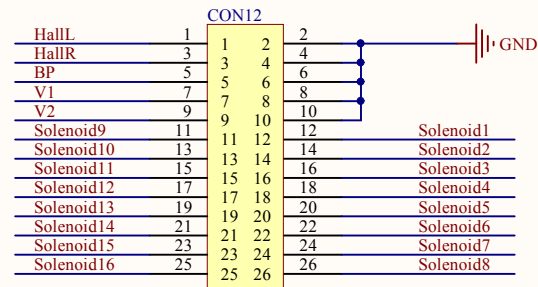 CON12
HallL 1 1 2 2
HallR 3 3 4 4 GND
BP 5 5 6 6
V1 7 7 8 8
V2 9 9 10 10
Solenoid9 11 11 12 12 Solenoid1
Solenoid10 13 13 14 14 Solenoid2
Solenoid11 15 15 16 16 Solenoid3
Solenoid12 17 17 18 18 Solenoid4
Solenoid13 19 19 20 20 Solenoid5
Solenoid14 21 21 22 22 Solenoid6
Solenoid15 23 23 24 24 Solenoid7
Solenoid16 25 25 26 26 Solenoid8